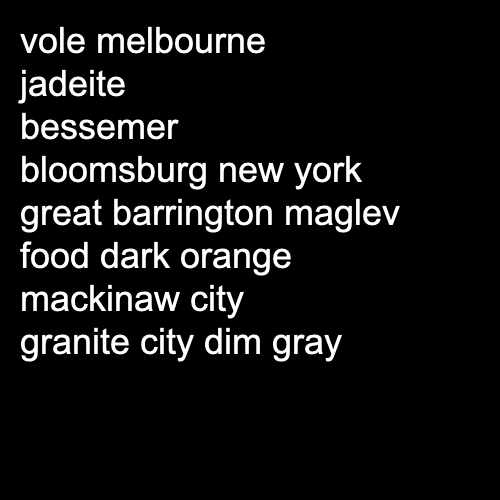 vole melbourne
jadeite
bessemer
bloomsburg new york
great barrington maglev
food dark orange
mackinaw city
granite city dim gray